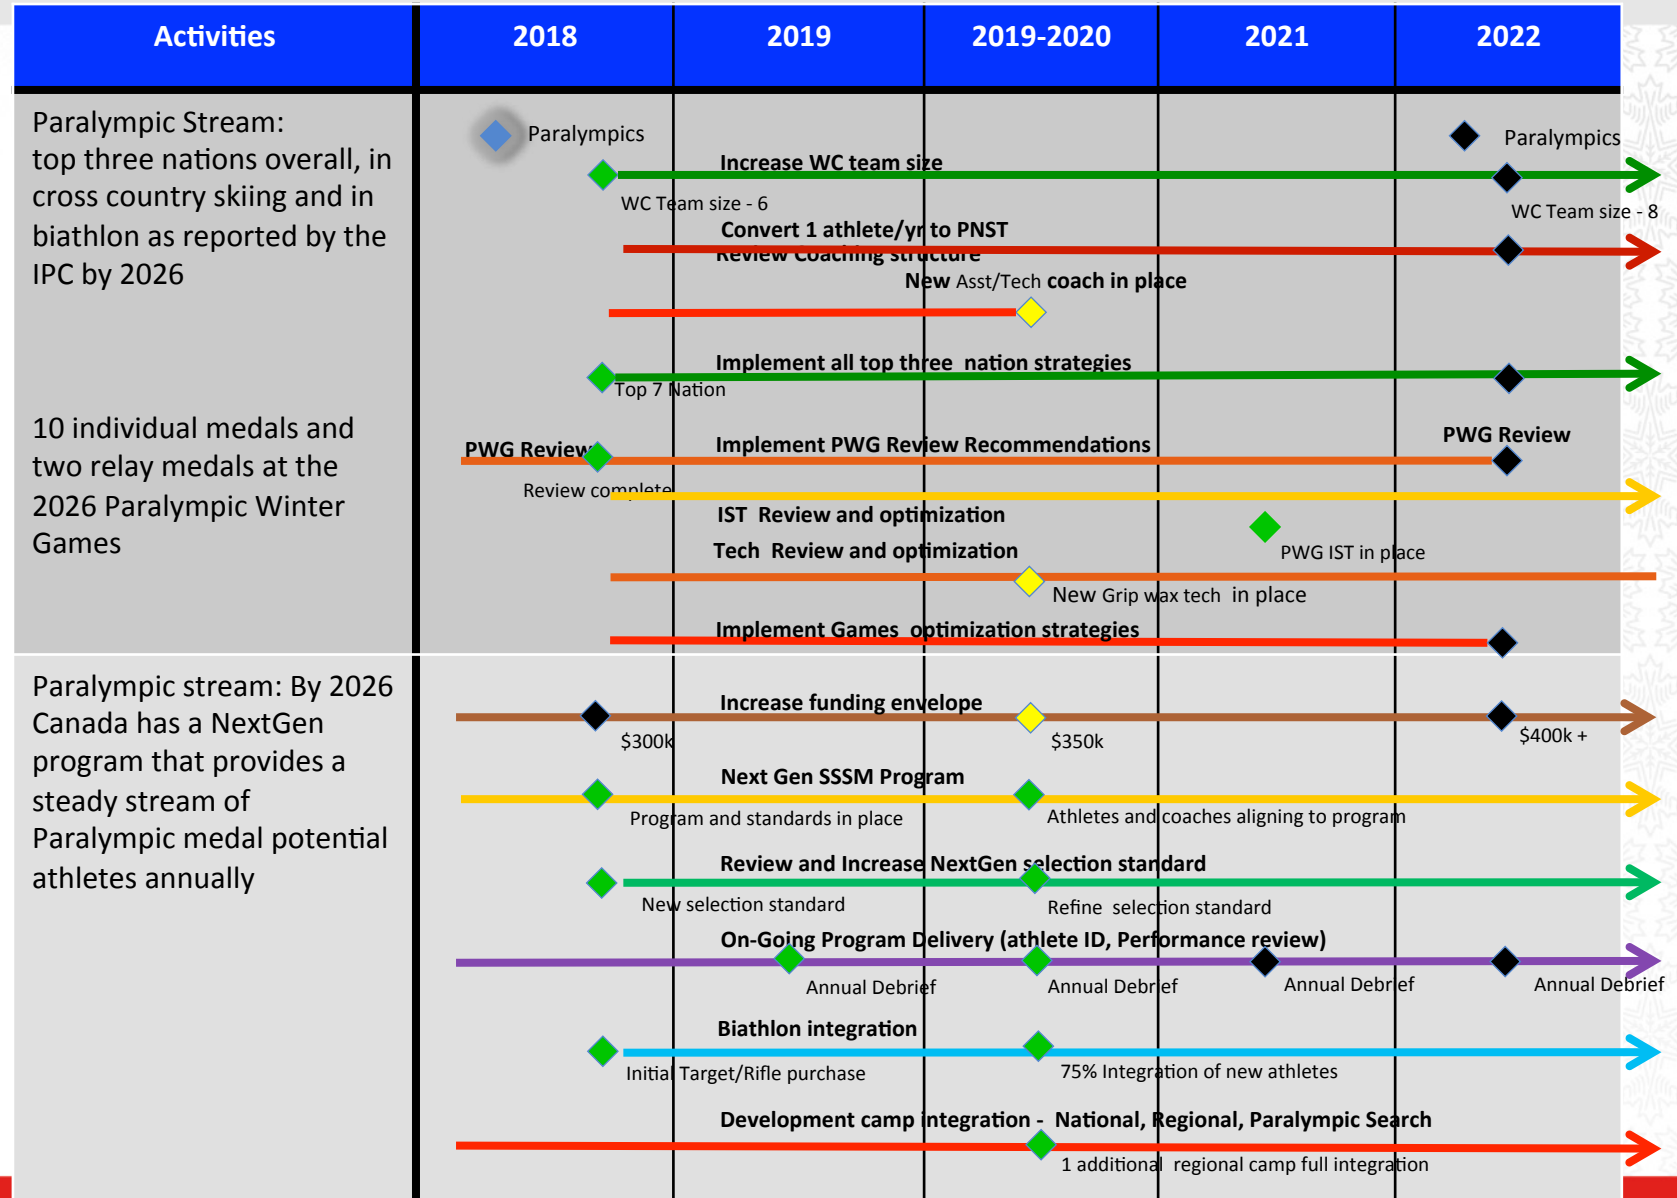 Activities 2018 2019 2019-2020 2021 2022
Paralympic Stream:
top three nations overall, in
cross country skiing and in
biathlon as reported by the
IPC by 2026
10 individual medals and
two relay medals at the
2026 Paralympic Winter
Games
Paralympics
Paralympics
Increase WC team size
WC Team size - 6
WC Team size - 8
Convert 1 athlete/yr to PNST
Review Coaching structure
New Asst/Tech coach in place
Implement all top three nation strategies
Top 7 Nation
PWG Review
Implement PWG Review Recommendations
PWG Review
Review complete
IST Review and optimization
PWG IST in place
Tech Review and optimization
New Grip wax tech in place
Implement Games optimization strategies
Paralympic stream: By 2026
Canada has a NextGen
program that provides a
steady stream of
Paralympic medal potential
athletes annually
Increase funding envelope
$300k
$350k
$400k +
Next Gen SSSM Program
Program and standards in place
Athletes and coaches aligning to program
Review and Increase NextGen selection standard
New selection standard
Refine selection standard
On-Going Program Delivery (athlete ID, Performance review)
Annual Debrief
Annual Debrief
Annual Debrief
Annual Debrief
Biathlon integration
Initial Target/Rifle purchase
75% Integration of new athletes
Development camp integration - National, Regional, Paralympic Search
1 additional regional camp full integration